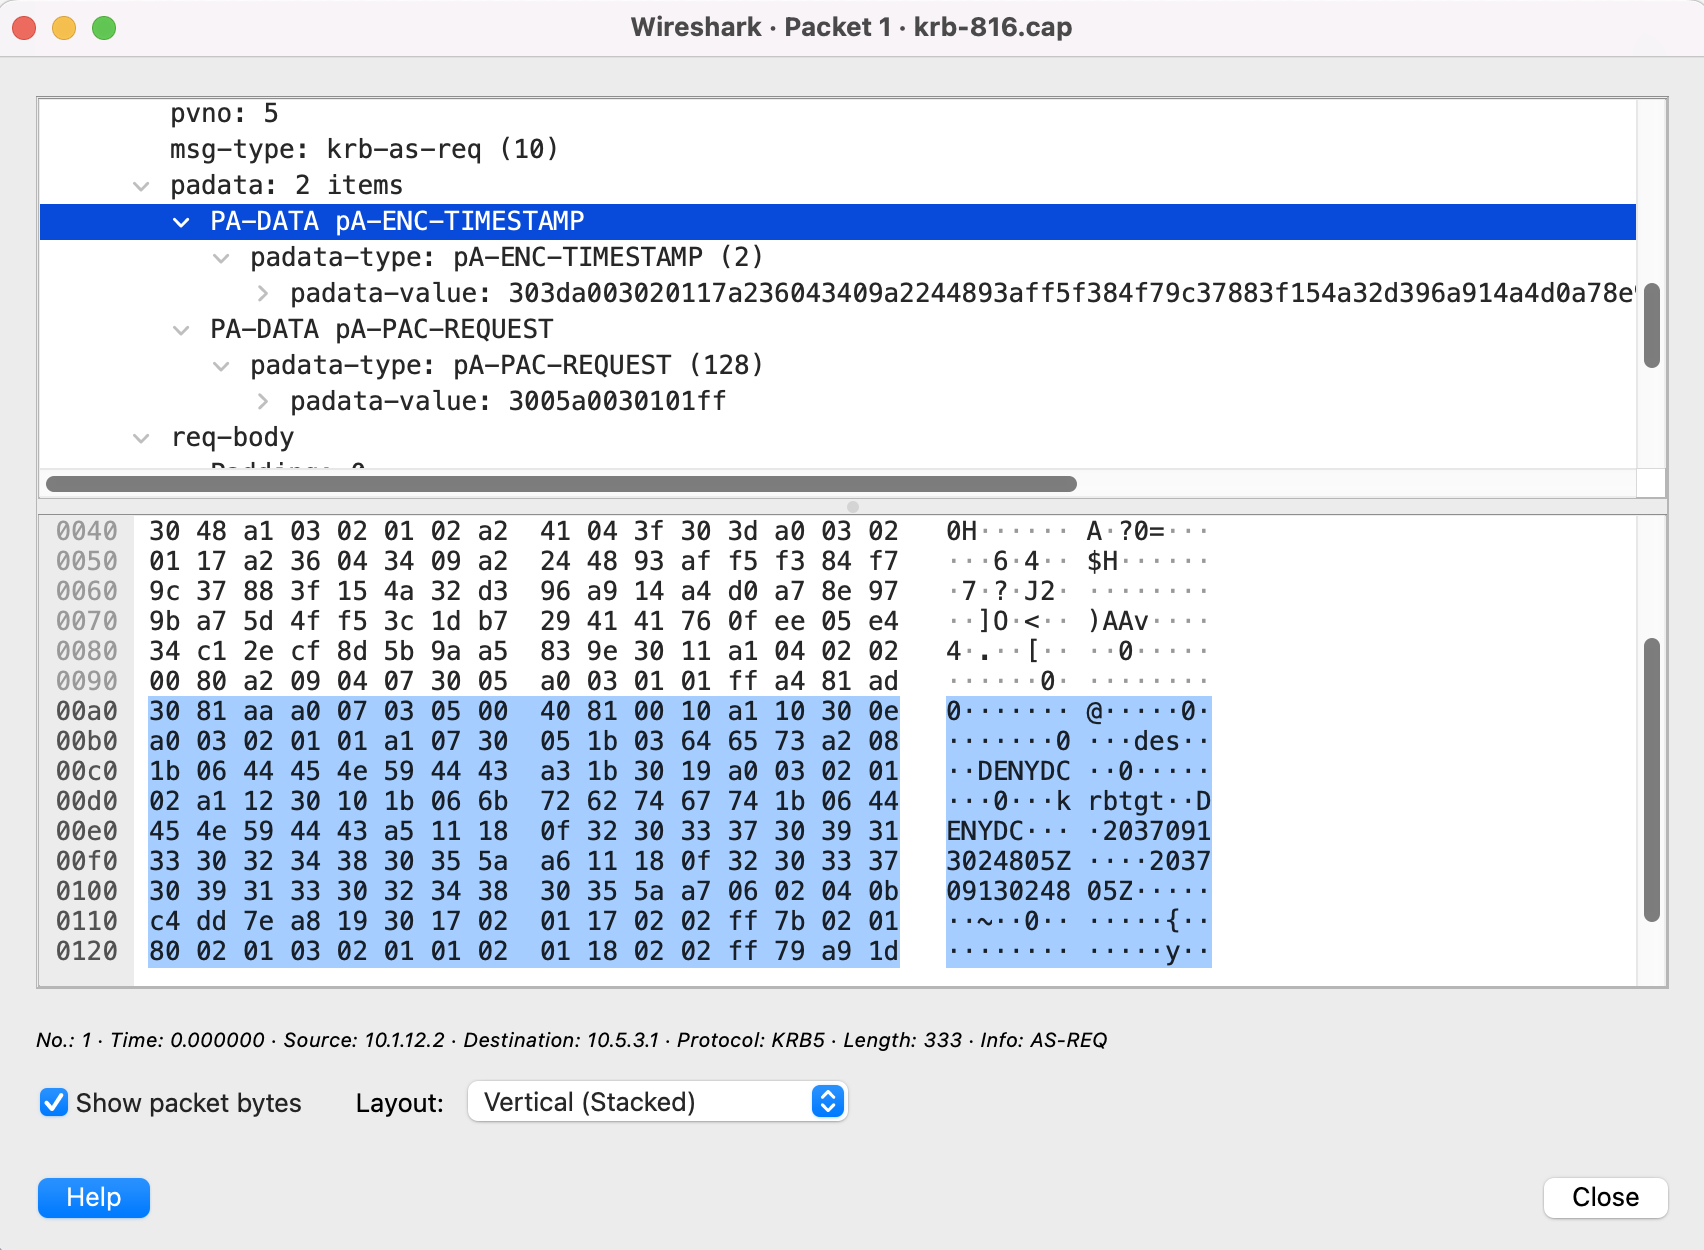 Wireshark · Packet 1 · krb-816.cap
pvno: 5
msg-type: krb-as-req (10)
padata: 2 items
PA-DATA pA-ENC-TIMESTAMP
padata-type: pA-ENC-TIMESTAMP (2)
padata-value: 303da003020117a236043409a2244893aff5f384f79c37883f154a32d396a914a4d0a78e
PA-DATA pA-PAC-REQUEST
padata-type: pA-PAC-REQUEST (128)
padata-value: 3005a0030101ff
req-body
Padding: 0
0040 30 48 a1 03 02 01 02 a2 41 04 3f 30 3d a0 03 02 0H······ A·?0=···
0050 01 17 a2 36 04 34 09 a2 24 48 93 af f5 f3 84 f7 ···6·4·· $H······
0060 9c 37 88 3f 15 4a 32 d3 96 a9 14 a4 d0 a7 8e 97 ·7·?·J2· ········
0070 9b a7 5d 4f f5 3c 1d b7 29 41 41 76 0f ee 05 e4 ··]O·<·· )AAv····
0080 34 c1 2e cf 8d 5b 9a a5 83 9e 30 11 a1 04 02 02 4·.··[·· ··0·····
0090 00 80 a2 09 04 07 30 05 a0 03 01 01 ff a4 81 ad ······0· ········
00a0 30 81 aa a0 07 03 05 00 40 81 00 10 a1 10 30 0e 0······· @·····0·
00b0 a0 03 02 01 01 a1 07 30 05 1b 03 64 65 73 a2 08 ·······0 ···des··
00c0 1b 06 44 45 4e 59 44 43 a3 1b 30 19 a0 03 02 01 ··DENYDC ··0·····
00d0 02 a1 12 30 10 1b 06 6b 72 62 74 67 74 1b 06 44 ···0···k rbtgt··D
00e0 45 4e 59 44 43 a5 11 18 0f 32 30 33 37 30 39 31 ENYDC··· ·2037091
00f0 33 30 32 34 38 30 35 5a a6 11 18 0f 32 30 33 37 3024805Z ····2037
0100 30 39 31 33 30 32 34 38 30 35 5a a7 06 02 04 0b 09130248 05Z·····
0110 c4 dd 7e a8 19 30 17 02 01 17 02 02 ff 7b 02 01 ··~··0·· ·····{··
0120 80 02 01 03 02 01 01 02 01 18 02 02 ff 79 a9 1d ········ ·····y··
No.: 1 · Time: 0.000000 · Source: 10.1.12.2 · Destination: 10.5.3.1 · Protocol: KRB5 · Length: 333 · Info: AS-REQ
Show packet bytes Layout: Vertical (Stacked)
Help Close